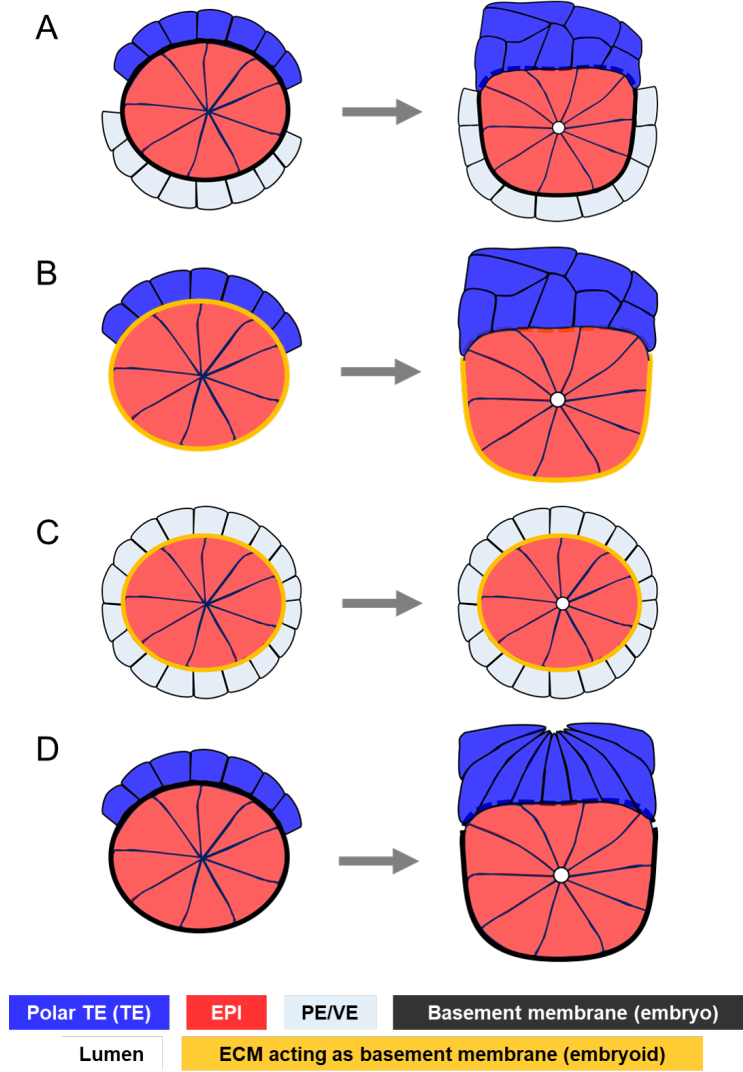 A
B
C
D
Polar TE (TE) EPI PE/VE Basement membrane (embryo)
Lumen ECM acting as basement membrane (embryoid)